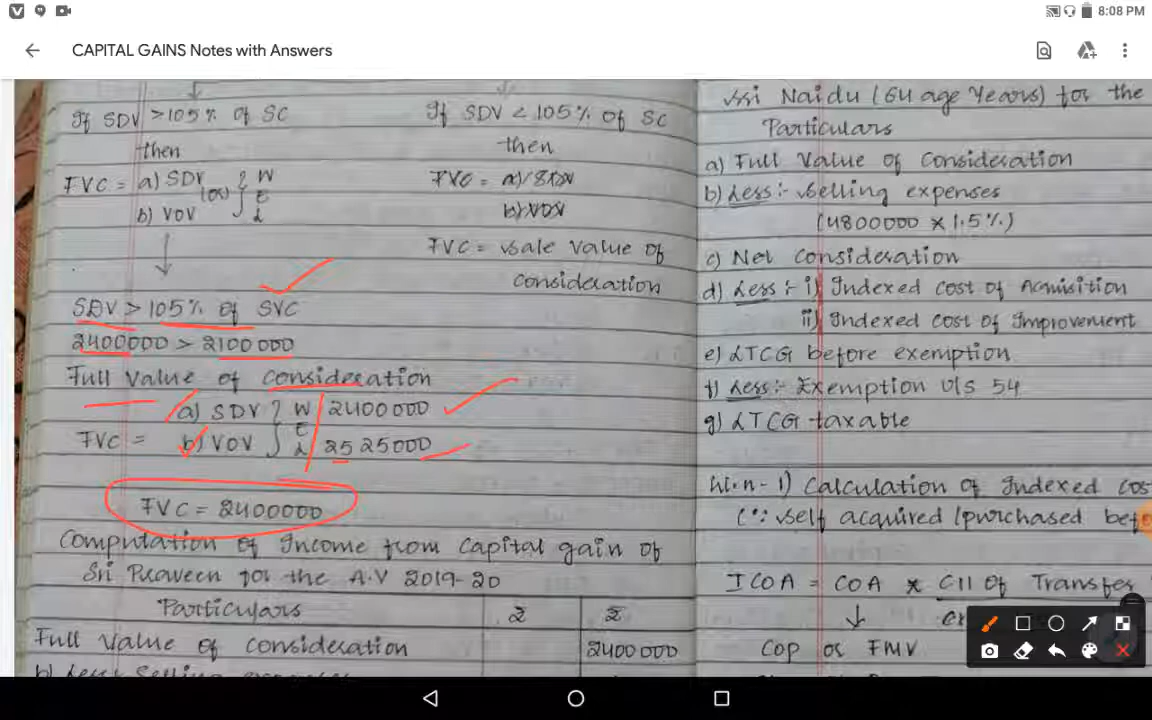 8:08 PM
CAPITAL GAINS Notes with Answers
If SDV > 105% of SC
then
FVC = a) SDV
(or)
b) VOV
W
E
L
If SDV < 105% of SC
then
FVC = a) SDV
b) VOV
FVC = Sale Value of
Consideration
SDV > 105% of SVC
2400000 > 2100000
Full Value of Consideration
a) SDV W 2400000
E
FVC = b) VOV L 2525000
FVC = 2400000
Computation of Income from Capital gain of
Sri Praveen for the A.Y 2019-20
Particulars ₹ ₹
Full Value of consideration 2400000
b) Less: Selling expenses
Sri Naidu (64 age Years) for the
Particulars
a) Full Value of Consideration
b) Less:- Selling expenses
(4800000 × 1.5%)
c) Net Consideration
d) Less:- i) Indexed Cost of Acquisition
ii) Indexed Cost of Improvement
e) LTCG before exemption
f) Less:- Exemption U/S 54
g) LTCG taxable
W.n-1) Calculation of Indexed Cos
(∵ Self acquired/purchased befo
ICOA = COA × CII Of Transfer
Cop or FMV